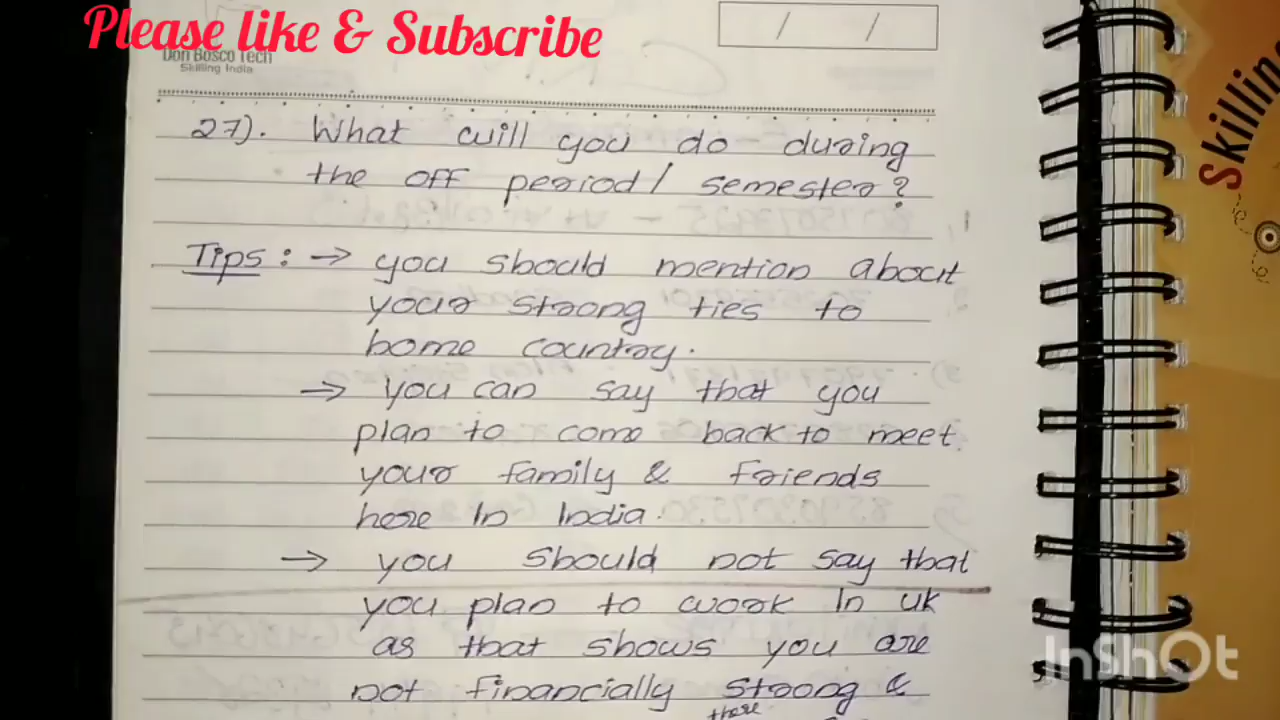 Please like & Subscribe
Don Bosco Tech
Skilling India
/ /
27). What will you do during
the off period / semester?
Tips : → you should mention about
your strong ties to
home country.
→ you can say that you
plan to come back to meet
your family & friends
here in India.
→ you should not say that
you plan to work in uk
as that shows you are
not financially strong &
there
Skilling
InShOt